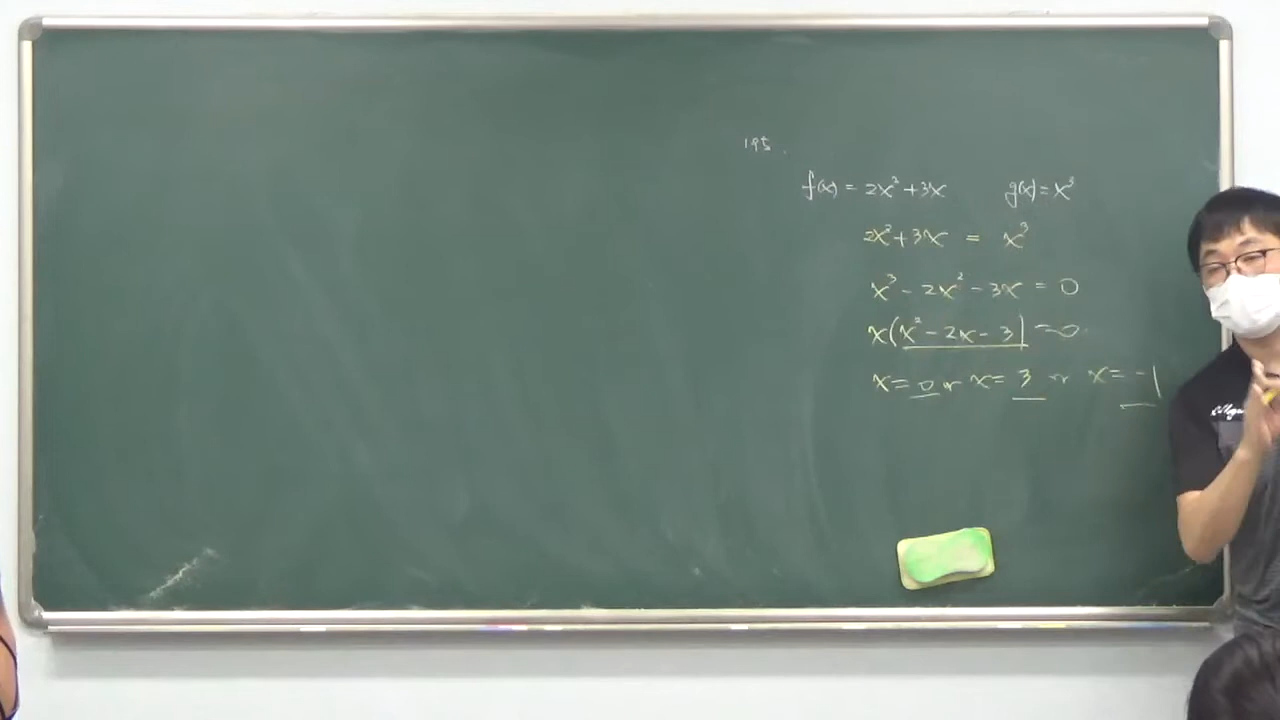 195.
f(x) = 2x²+3x g(x)=x³
2x²+3x = x³
x³-2x²-3x=0
x(x²-2x-3)=0
x=0 or x=3 or x=-1